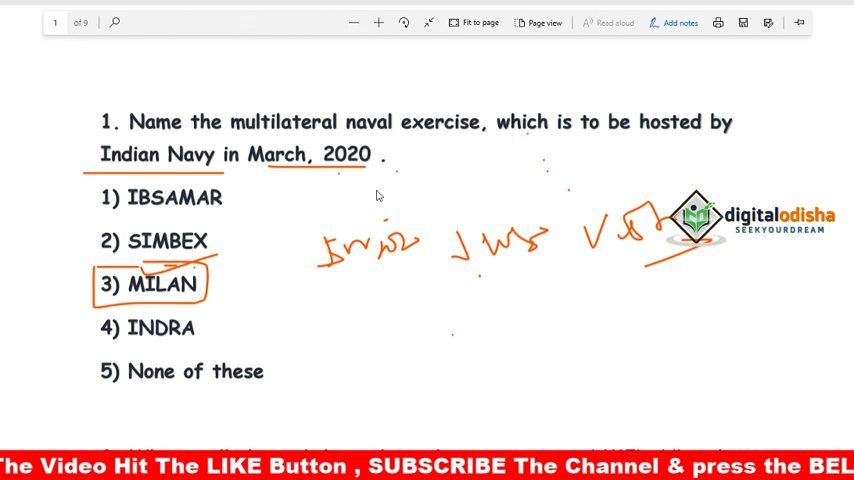 1 of 9 Fit to page Page view Read aloud Add notes
1. Name the multilateral naval exercise, which is to be hosted by
Indian Navy in March, 2020 .
1) IBSAMAR
2) SIMBEX
3) MILAN
4) INDRA
5) None of these
digitalodisha
SEEKYOURDREAM
The Video Hit The LIKE Button , SUBSCRIBE The Channel & press the BEL